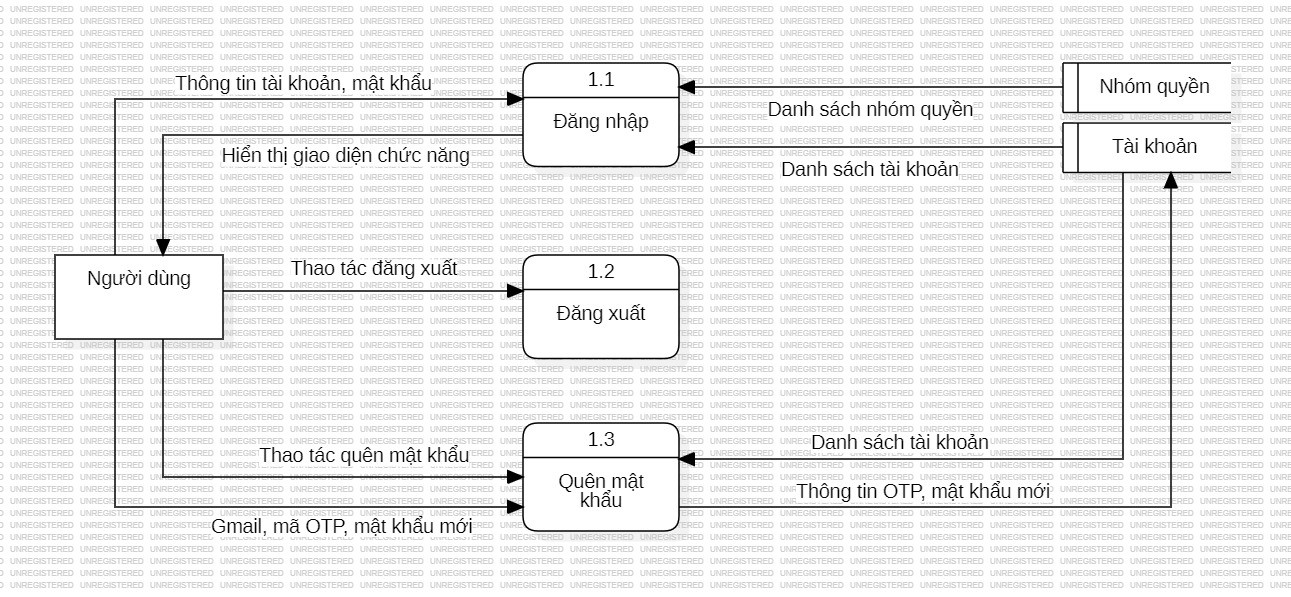 Thông tin tài khoản, mật khẩu
1.1
Đăng nhập
Hiển thị giao diện chức năng
Danh sách nhóm quyền
Nhóm quyền
Danh sách tài khoản
Tài khoản
Người dùng
Thao tác đăng xuất
1.2
Đăng xuất
Thao tác quên mật khẩu
1.3
Quên mật
khẩu
Gmail, mã OTP, mật khẩu mới
Danh sách tài khoản
Thông tin OTP, mật khẩu mới
UNREGISTERED